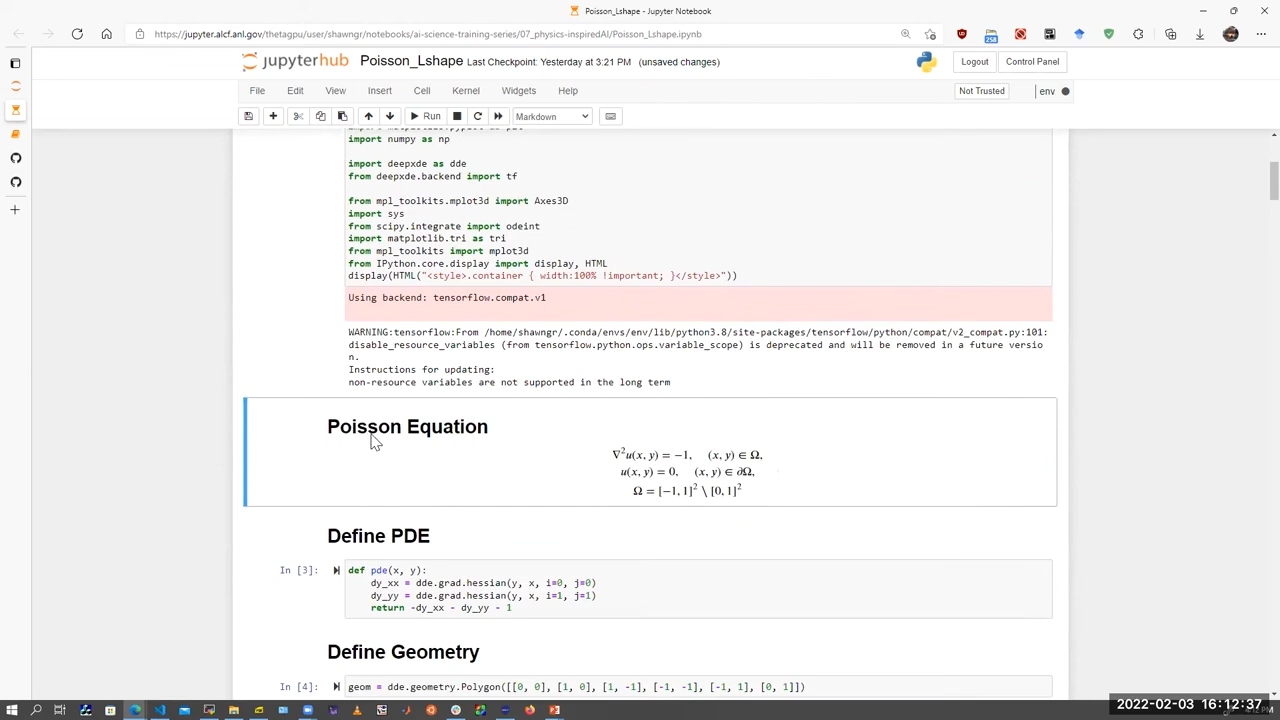 Poisson_Lshape - Jupyter Notebook
https://jupyter.alcf.anl.gov/thetagpu/user/shawngr/notebooks/ai-science-training-series/07_physics-inspiredAI/Poisson_Lshape.ipynb
jupyterhub Poisson_Lshape Last Checkpoint: Yesterday at 3:21 PM (unsaved changes) Logout Control Panel
File Edit View Insert Cell Kernel Widgets Help Not Trusted env
Run Markdown
import matplotlib.pyplot as plt
import numpy as np
import deepxde as dde
from deepxde.backend import tf
from mpl_toolkits.mplot3d import Axes3D
import sys
from scipy.integrate import odeint
import matplotlib.tri as tri
from mpl_toolkits import mplot3d
from IPython.core.display import display, HTML
display(HTML("<style>.container { width:100% !important; }</style>"))
Using backend: tensorflow.compat.v1
WARNING:tensorflow:From /home/shawngr/.conda/envs/env/lib/python3.8/site-packages/tensorflow/python/compat/v2_compat.py:101:
disable_resource_variables (from tensorflow.python.ops.variable_scope) is deprecated and will be removed in a future versio
n.
Instructions for updating:
non-resource variables are not supported in the long term
Poisson Equation
∇²u(x, y) = −1, (x, y) ∈ Ω,
u(x, y) = 0, (x, y) ∈ ∂Ω,
Ω = [−1, 1]² \ [0, 1]²
Define PDE
In [3]: def pde(x, y):
dy_xx = dde.grad.hessian(y, x, i=0, j=0)
dy_yy = dde.grad.hessian(y, x, i=1, j=1)
return -dy_xx - dy_yy - 1
Define Geometry
In [4]: geom = dde.geometry.Polygon([[0, 0], [1, 0], [1, -1], [-1, -1], [-1, 1], [0, 1]])
2022-02-03 16:12:37